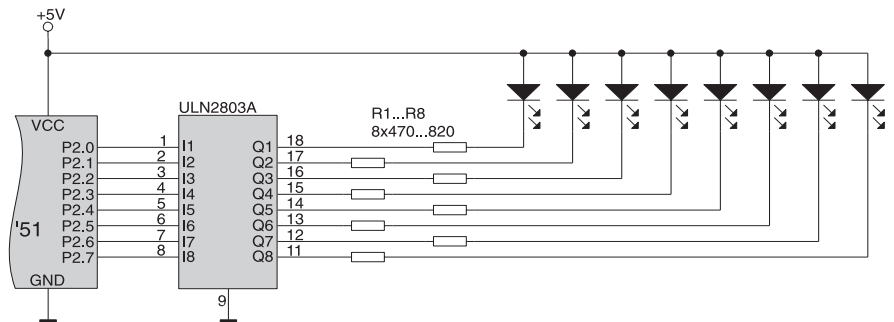 +5V
ULN2803A
R1...R8
8x470...820
VCC
P2.0 1 I1 Q1 18
P2.1 2 I2 Q2 17
P2.2 3 I3 Q3 16
P2.3 4 I4 Q4 15
P2.4 5 I5 Q5 14
'51
P2.5 6 I6 Q6 13
P2.6 7 I7 Q7 12
P2.7 8 I8 Q8 11
GND
9